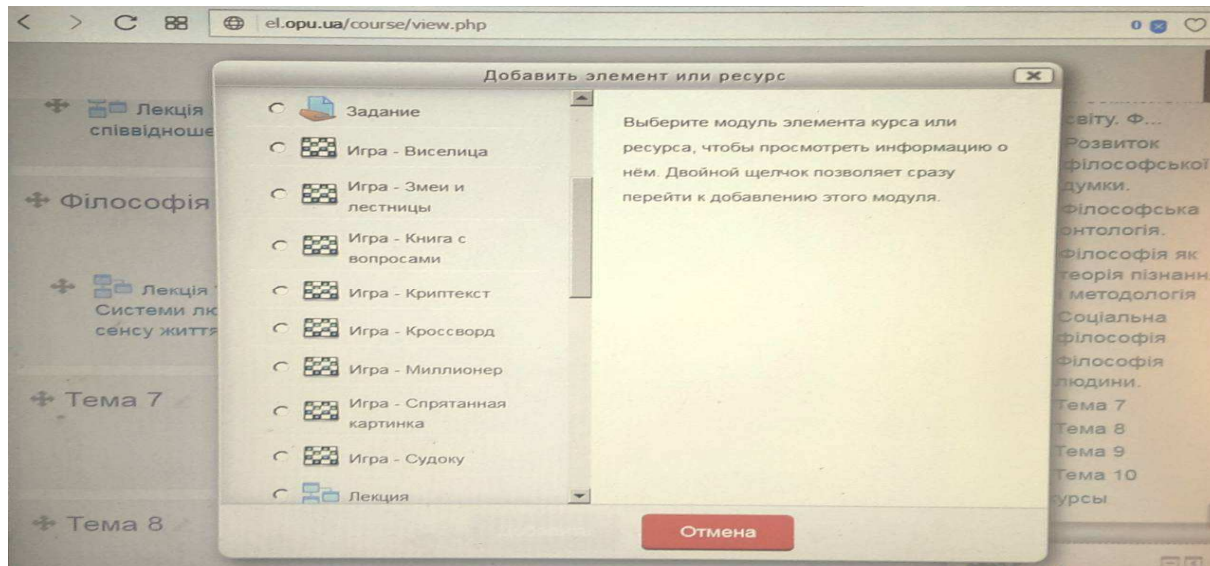 el.opu.ua/course/view.php
0
Добавить элемент или ресурс
Лекція
співвідноше
Філософія
Лекція
Системи лю
сенсу життя
Тема 7
Тема 8
Задание
Игра - Виселица
Игра - Змеи и
лестницы
Игра - Книга с
вопросами
Игра - Криптекст
Игра - Кроссворд
Игра - Миллионер
Игра - Спрятанная
картинка
Игра - Судоку
Лекция
Выберите модуль элемента курса или
ресурса, чтобы просмотреть информацию о
нём. Двойной щелчок позволяет сразу
перейти к добавлению этого модуля.
Отмена
світу. Ф...
Розвиток
філософської
думки.
Філософська
онтологія.
Філософія як
теорія пізнанн
і методологія
Соціальна
філософія
Філософія
людини.
Тема 7
Тема 8
Тема 9
Тема 10
урсы